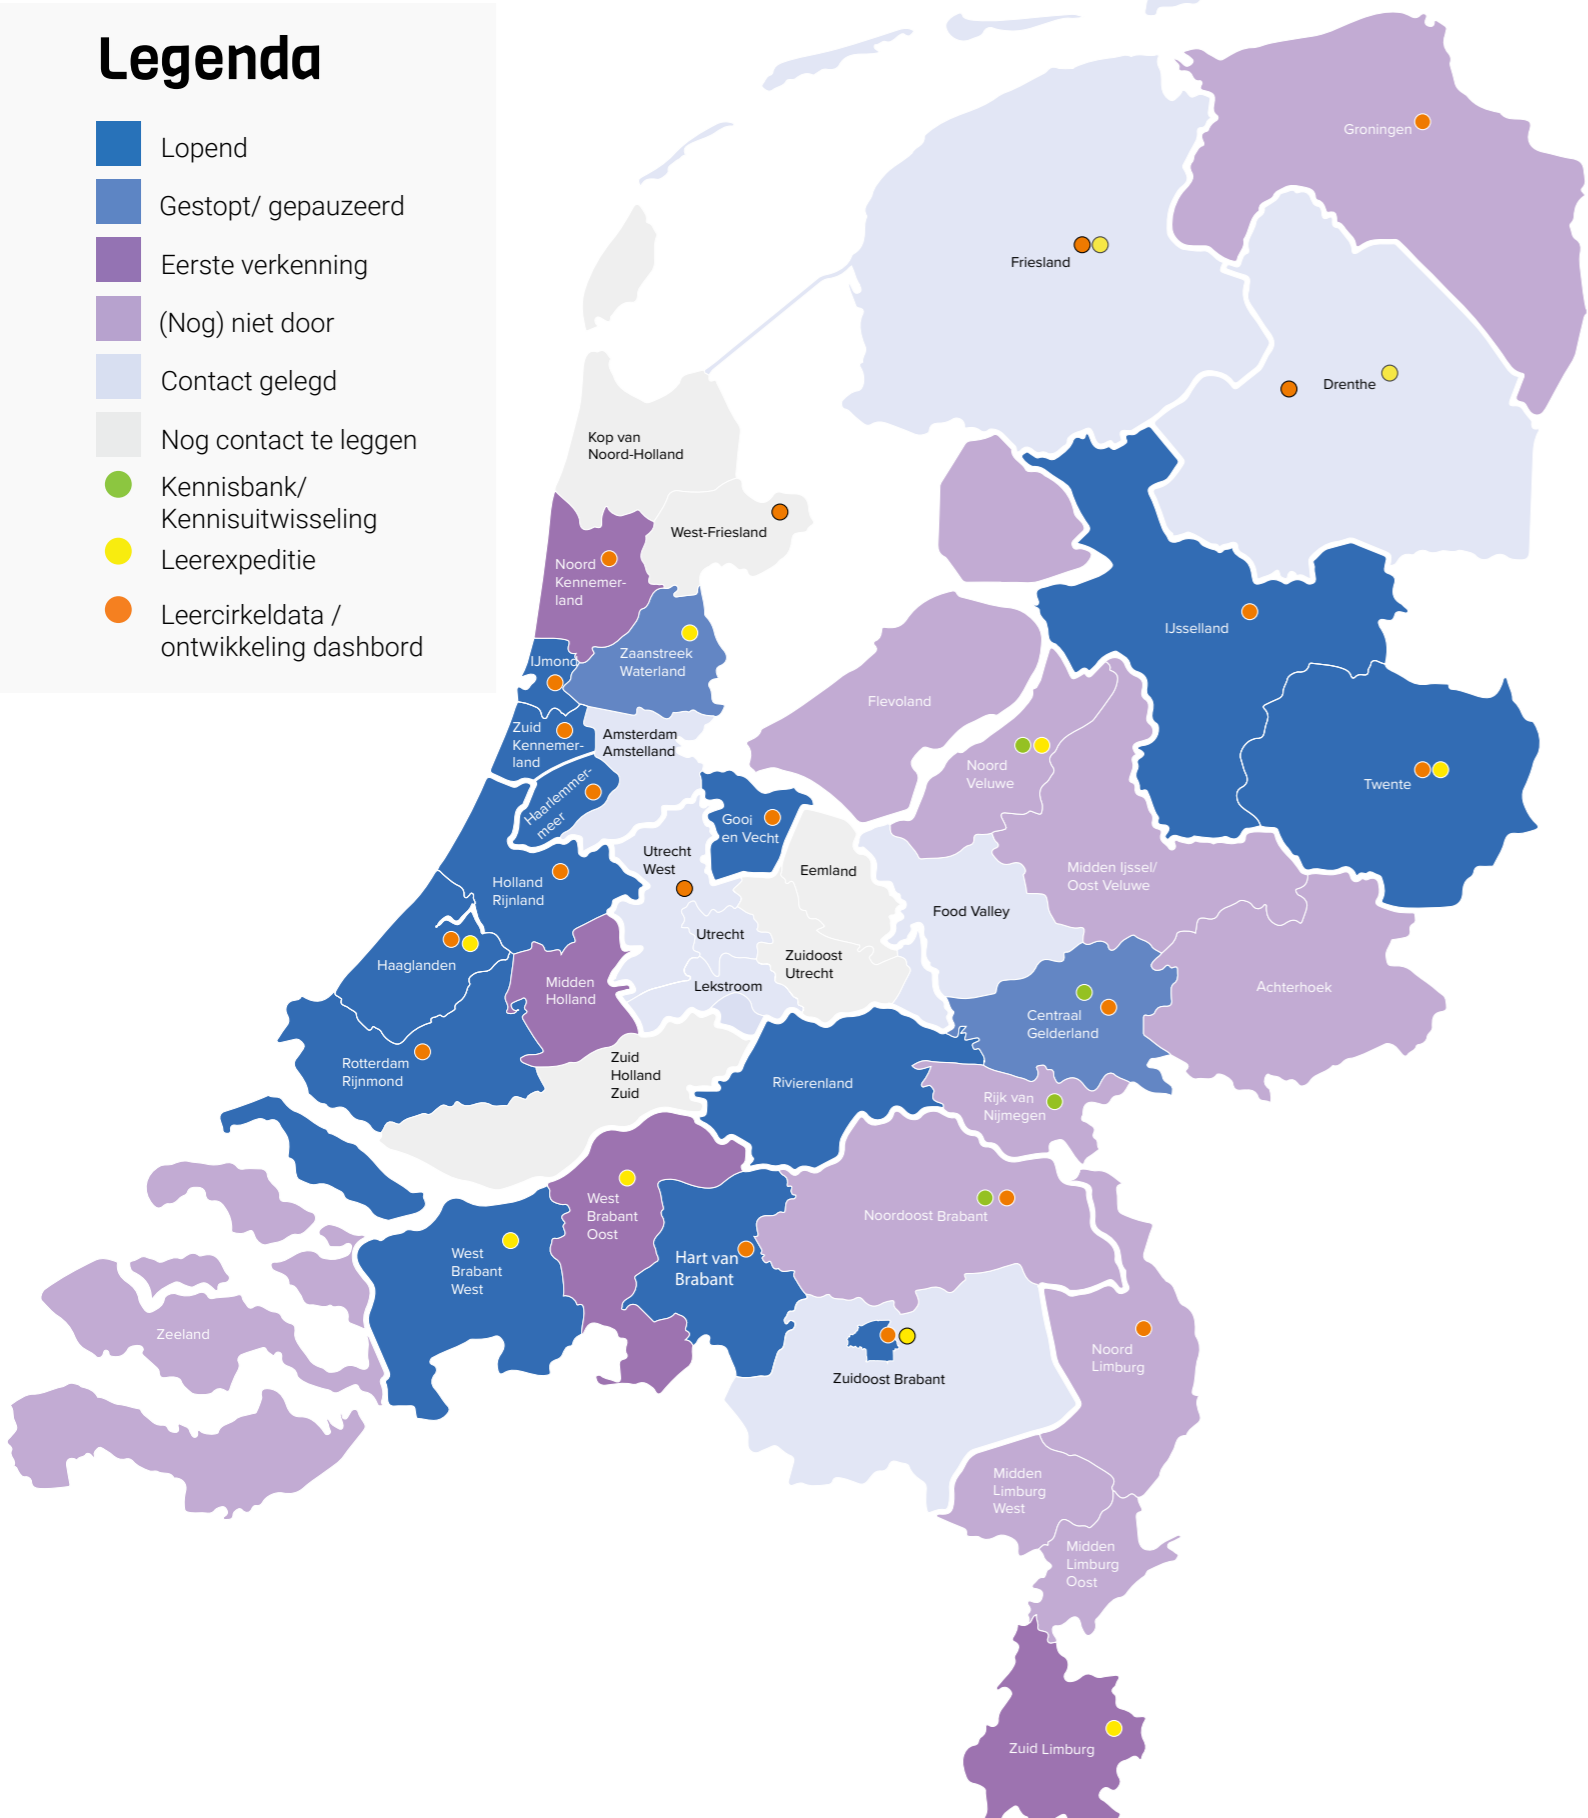 Legenda
Lopend
Gestopt/ gepauzeerd
Eerste verkenning
(Nog) niet door
Contact gelegd
Nog contact te leggen
Kennisbank/
Kennisuitwisseling
Leerexpeditie
Leercirkeldata /
ontwikkeling dashbord
Groningen
Friesland
Drenthe
Kop van
Noord-Holland
West-Friesland
Noord
Kennemer-
land
IJmond
Zaanstreek
Waterland
IJsselland
Flevoland
Zuid
Kennemer-
land
Amsterdam
Amstelland
Noord
Veluwe
Twente
Haarlemmer-
meer
Gooi
en Vecht
Utrecht
West
Eemland
Midden Ijssel/
Oost Veluwe
Holland
Rijnland
Food Valley
Utrecht
Haaglanden
Zuidoost
Utrecht
Midden
Holland
Lekstroom
Achterhoek
Centraal
Gelderland
Rotterdam
Rijnmond
Zuid
Holland
Zuid
Rivierenland
Rijk van
Nijmegen
West
Brabant
Oost
Noordoost Brabant
West
Brabant
West
Hart van
Brabant
Zeeland
Noord
Limburg
Zuidoost Brabant
Midden
Limburg
West
Midden
Limburg
Oost
Zuid Limburg